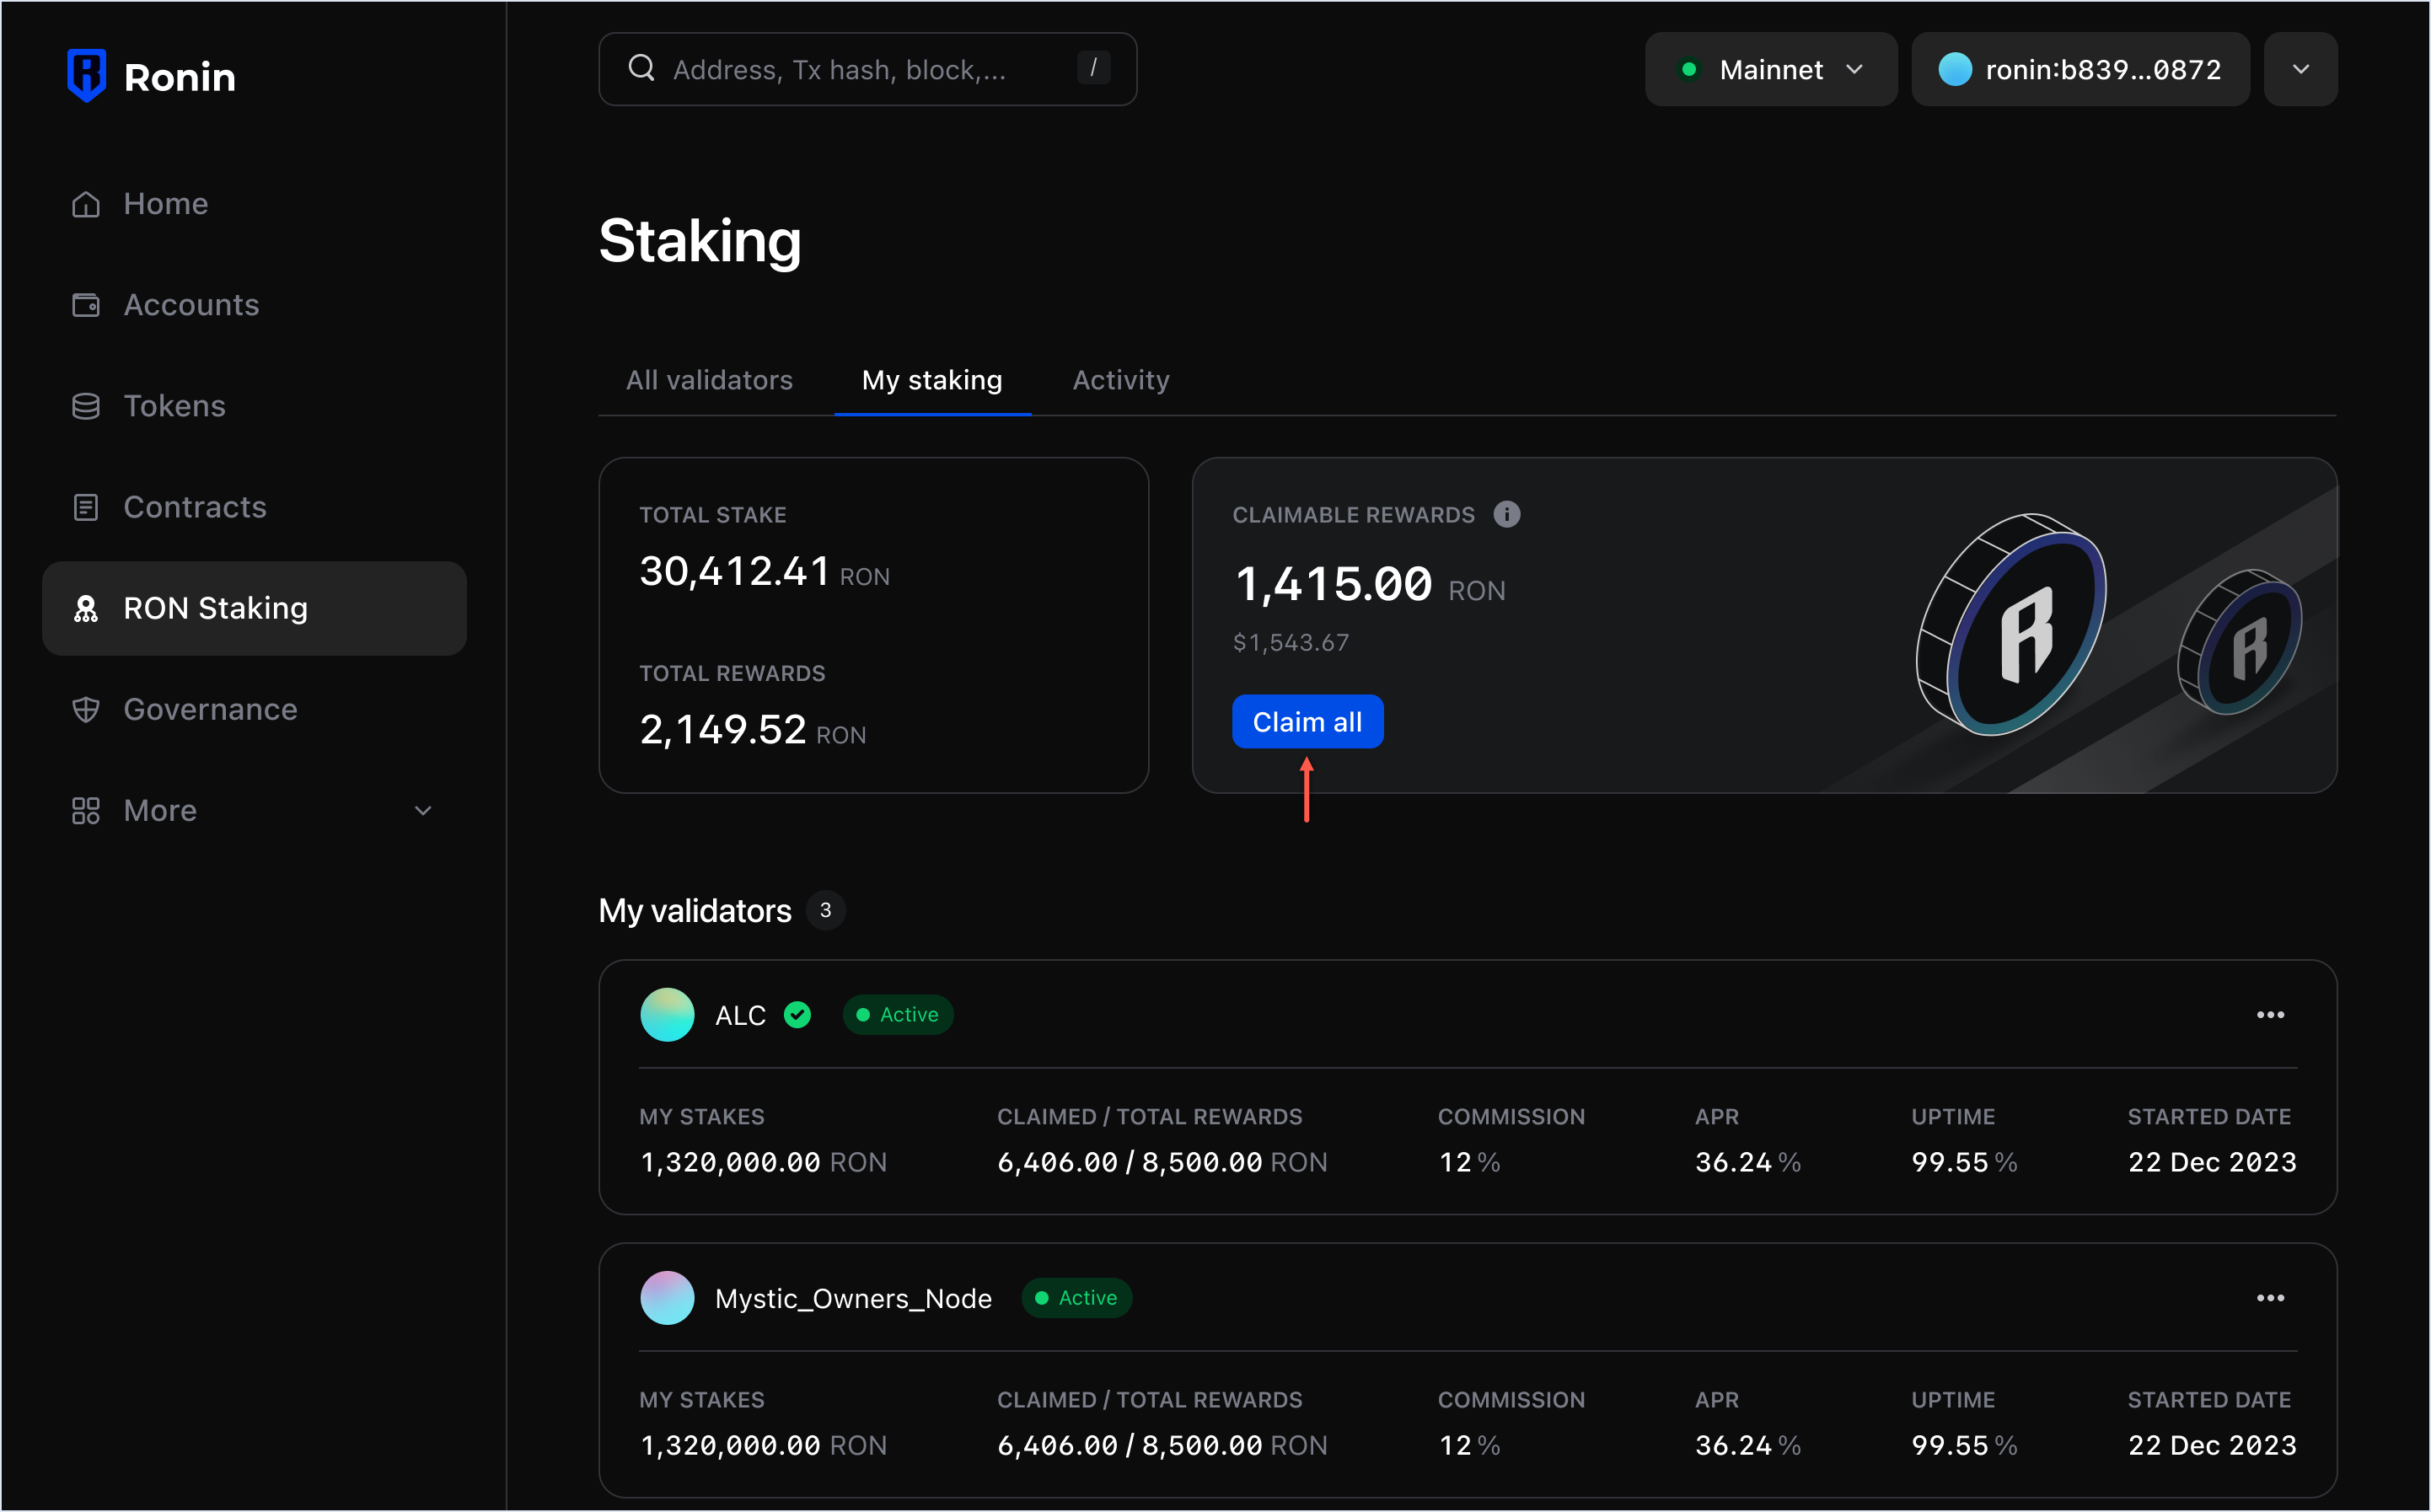 Ronin
Address, Tx hash, block,... /
Mainnet
ronin:b839...0872
Home
Accounts
Tokens
Contracts
RON Staking
Governance
More
Staking
All validators My staking Activity
TOTAL STAKE
30,412.41 RON
TOTAL REWARDS
2,149.52 RON
CLAIMABLE REWARDS
1,415.00 RON
$1,543.67
Claim all
My validators 3
ALC Active
MY STAKES CLAIMED / TOTAL REWARDS COMMISSION APR UPTIME STARTED DATE
1,320,000.00 RON 6,406.00 / 8,500.00 RON 12 % 36.24 % 99.55 % 22 Dec 2023
Mystic_Owners_Node Active
MY STAKES CLAIMED / TOTAL REWARDS COMMISSION APR UPTIME STARTED DATE
1,320,000.00 RON 6,406.00 / 8,500.00 RON 12 % 36.24 % 99.55 % 22 Dec 2023